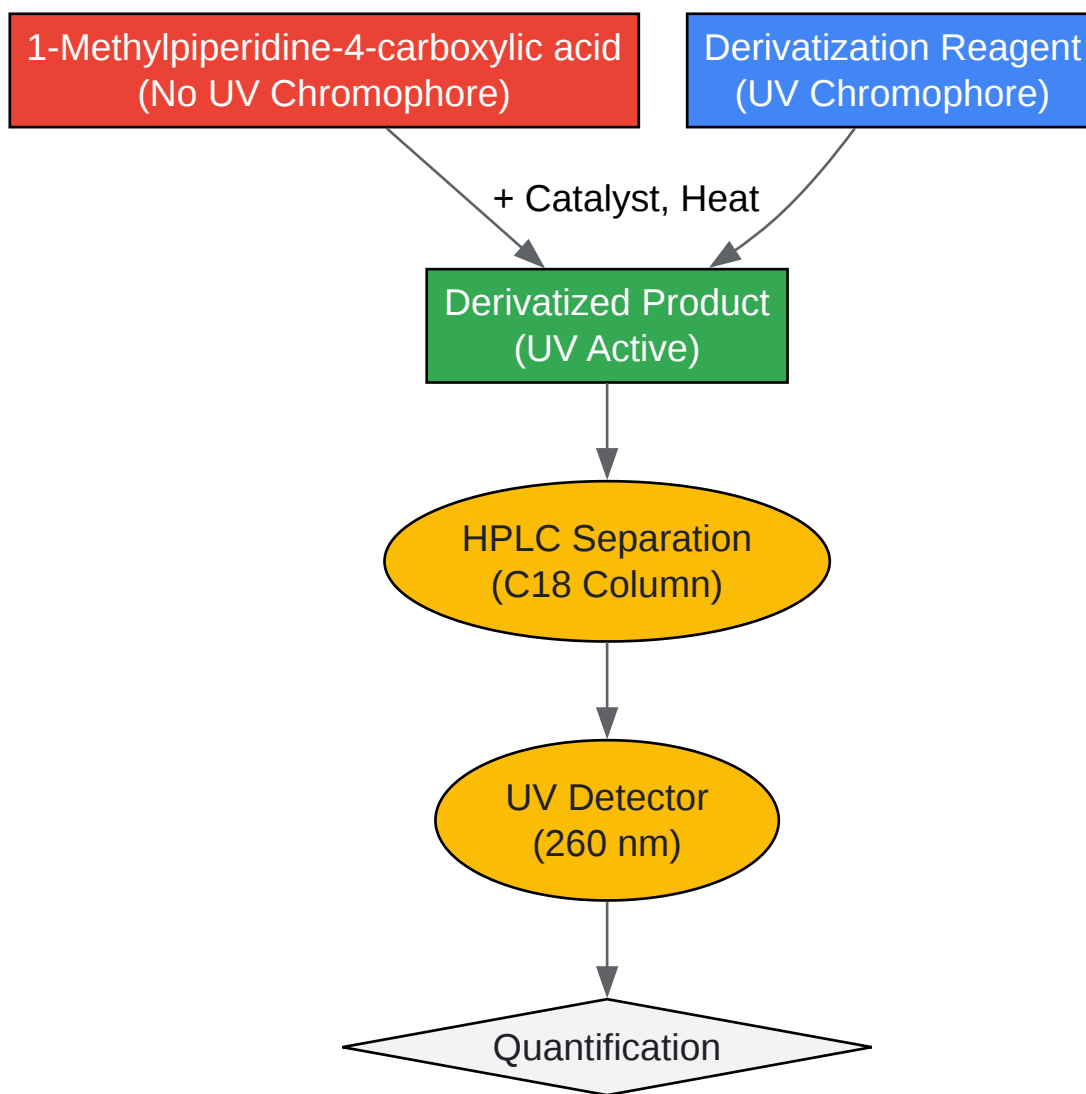 1-Methylpiperidine-4-carboxylic acid
(No UV Chromophore)
Derivatization Reagent
(UV Chromophore)
+ Catalyst, Heat
Derivatized Product
(UV Active)
HPLC Separation
(C18 Column)
UV Detector
(260 nm)
Quantification